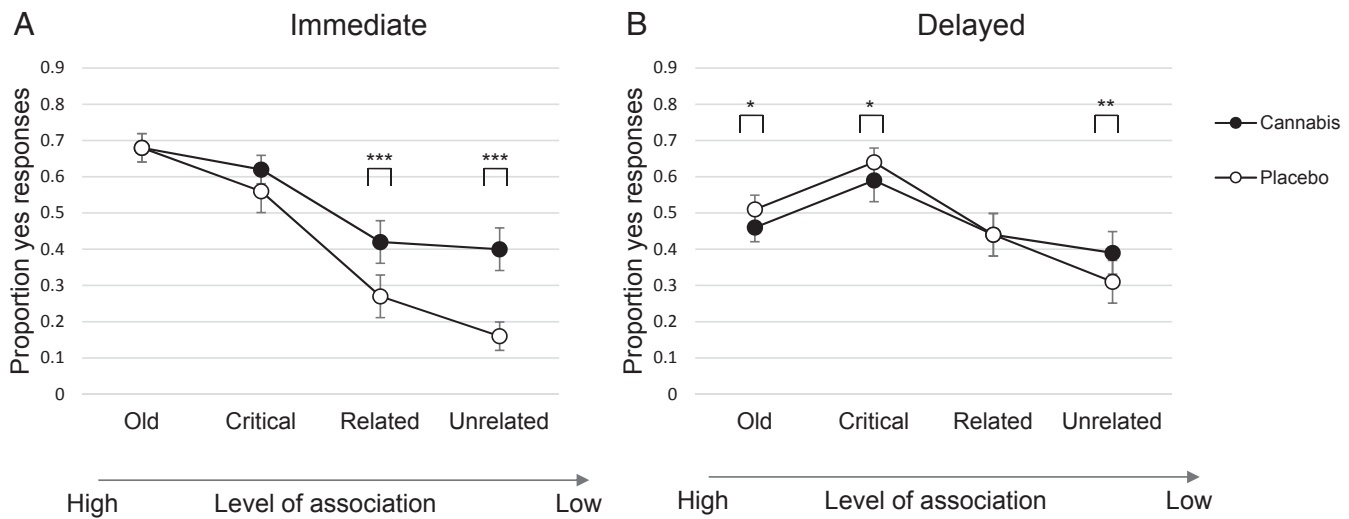 A
Immediate
B
Delayed
Proportion yes responses
0.9
0.8
0.7
0.6
0.5
0.4
0.3
0.2
0.1
0
***
***
Old
Critical
Related
Unrelated
High
Level of association
Low
Proportion yes responses
0.9
0.8
0.7
0.6
0.5
0.4
0.3
0.2
0.1
0
*
*
**
Old
Critical
Related
Unrelated
High
Level of association
Low
Cannabis
Placebo